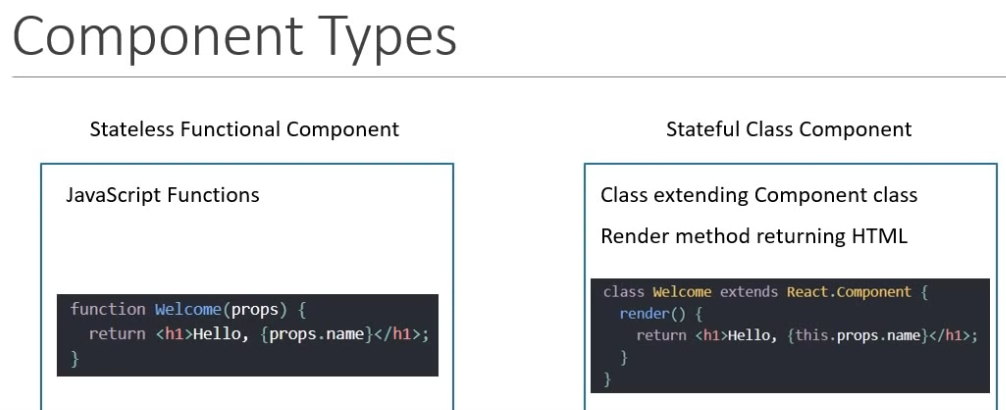 Component Types
Stateless Functional Component
JavaScript Functions
function Welcome(props) {
  return <h1>Hello, {props.name}</h1>;
}
Stateful Class Component
Class extending Component class
Render method returning HTML
class Welcome extends React.Component {
  render() {
    return <h1>Hello, {this.props.name}</h1>;
  }
}